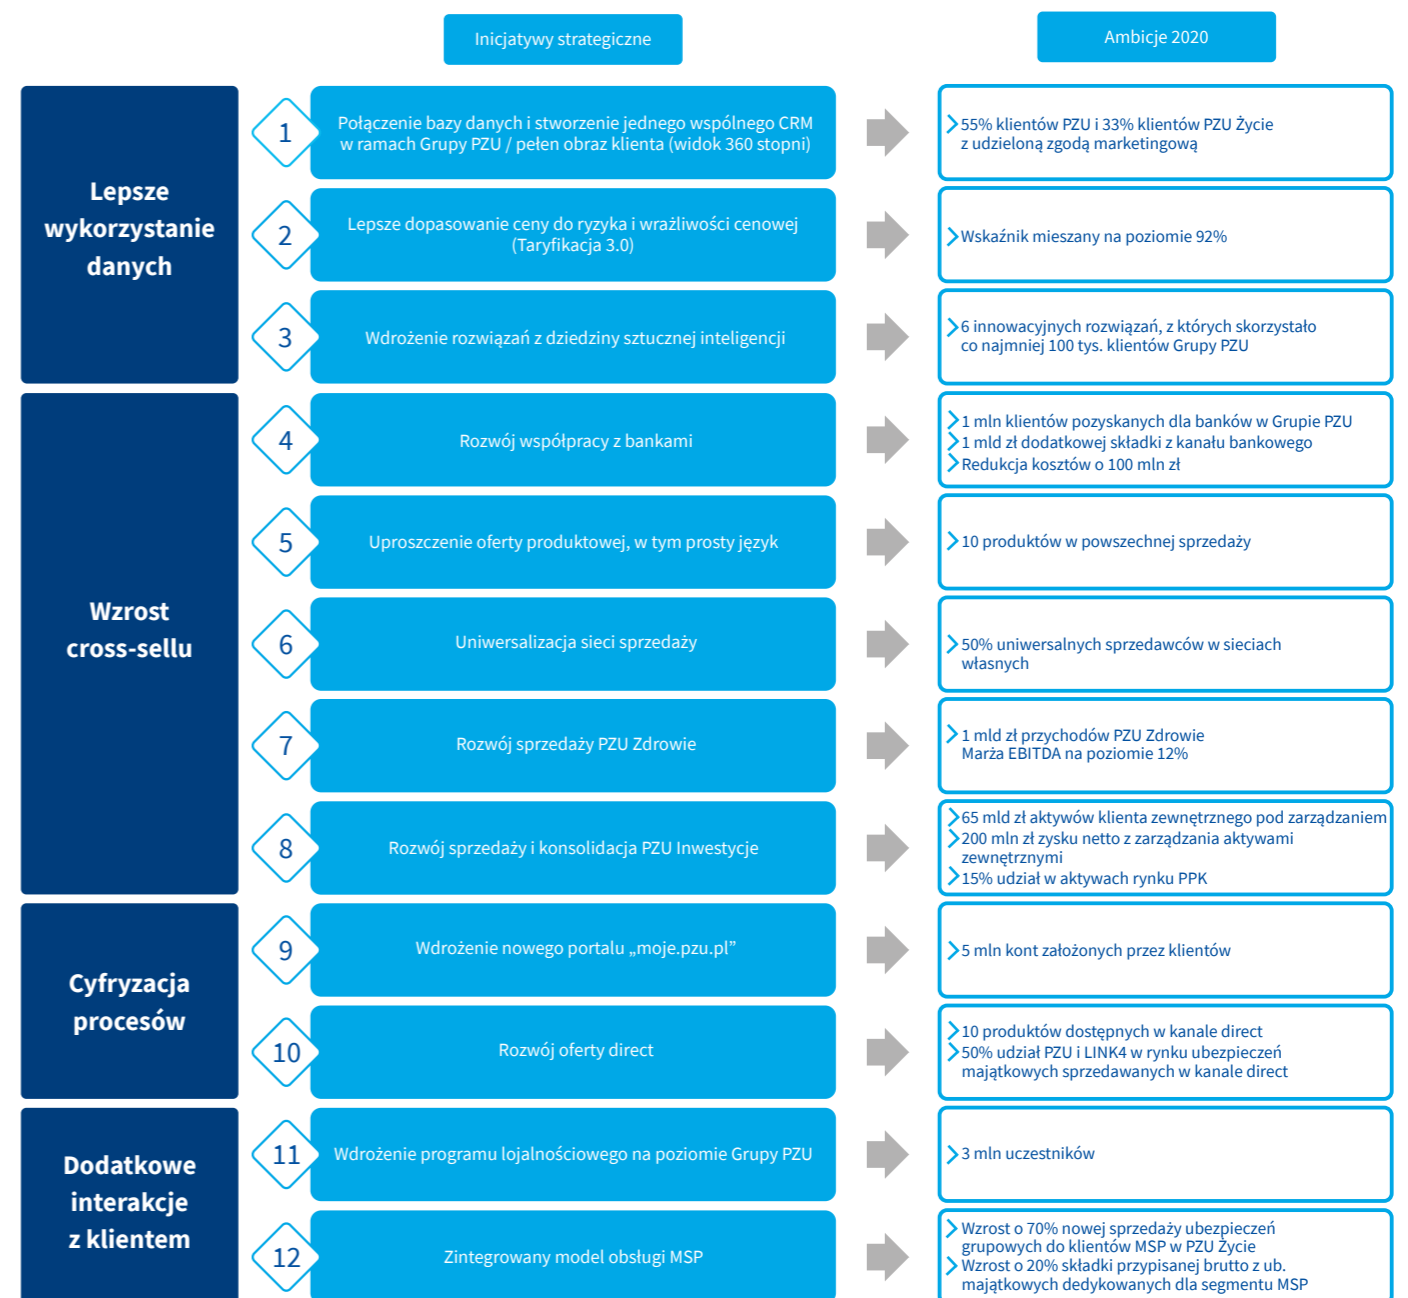 Inicjatywy strategiczne
Ambicje 2020
Lepsze
wykorzystanie
danych
1
Połączenie bazy danych i stworzenie jednego wspólnego CRM
w ramach Grupy PZU / pełen obraz klienta (widok 360 stopni)
55% klientów PZU i 33% klientów PZU Życie
z udzieloną zgodą marketingową
2
Lepsze dopasowanie ceny do ryzyka i wrażliwości cenowej
(Taryfikacja 3.0)
Wskaźnik mieszany na poziomie 92%
3
Wdrożenie rozwiązań z dziedziny sztucznej inteligencji
6 innowacyjnych rozwiązań, z których skorzystało
co najmniej 100 tys. klientów Grupy PZU
Wzrost
cross-sellu
4
Rozwój współpracy z bankami
1 mln klientów pozyskanych dla banków w Grupie PZU
1 mld zł dodatkowej składki z kanału bankowego
Redukcja kosztów o 100 mln zł
5
Uproszczenie oferty produktowej, w tym prosty język
10 produktów w powszechnej sprzedaży
6
Uniwersalizacja sieci sprzedaży
50% uniwersalnych sprzedawców w sieciach
własnych
7
Rozwój sprzedaży PZU Zdrowie
1 mld zł przychodów PZU Zdrowie
Marża EBITDA na poziomie 12%
8
Rozwój sprzedaży i konsolidacja PZU Inwestycje
65 mld zł aktywów klienta zewnętrznego pod zarządzaniem
200 mln zł zysku netto z zarządzania aktywami
zewnętrznymi
15% udział w aktywach rynku PPK
Cyfryzacja
procesów
9
Wdrożenie nowego portalu „moje.pzu.pl”
5 mln kont założonych przez klientów
10
Rozwój oferty direct
10 produktów dostępnych w kanale direct
50% udział PZU i LINK4 w rynku ubezpieczeń
majątkowych sprzedawanych w kanale direct
Dodatkowe
interakcje
z klientem
11
Wdrożenie programu lojalnościowego na poziomie Grupy PZU
3 mln uczestników
12
Zintegrowany model obsługi MSP
Wzrost o 70% nowej sprzedaży ubezpieczeń
grupowych do klientów MSP w PZU Życie
Wzrost o 20% składki przypisanej brutto z ub.
majątkowych dedykowanych dla segmentu MSP